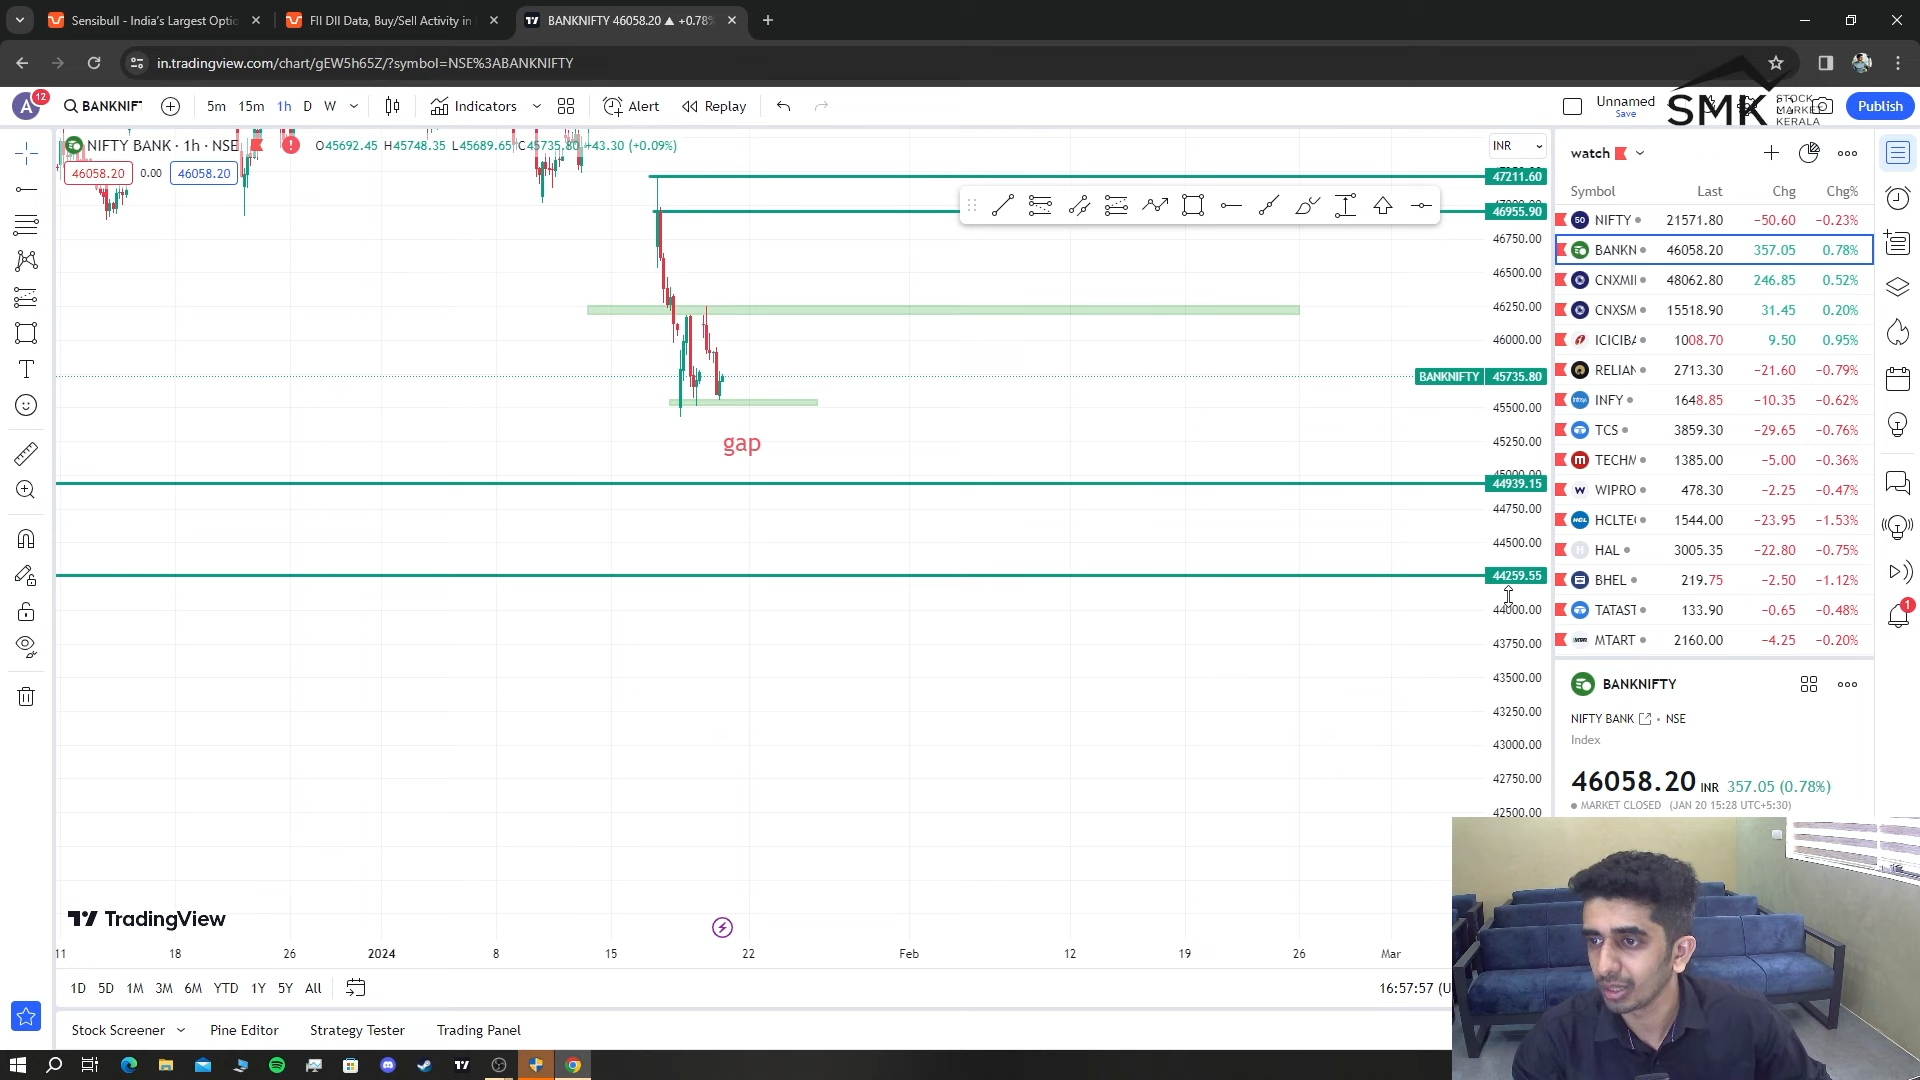 Sensibull - India's Largest Optio
FII DII Data, Buy/Sell Activity in
BANKNIFTY 46058.20 ▲ +0.78%
in.tradingview.com/chart/gEW5h65Z/?symbol=NSE%3ABANKNIFTY
A 12
BANKNIF
5m 15m 1h D W
Indicators
Alert
Replay
Unnamed
Save
SMK
STOCK
MARKET
KERALA
Publish
NIFTY BANK · 1h · NSE
O45692.45 H45748.35 L45689.65 C45735.80 +43.30 (+0.09%)
46058.20 0.00 46058.20
INR
47211.60
46955.90
46750.00
46500.00
46250.00
46000.00
BANKNIFTY 45735.80
45500.00
45250.00
45000.00
44939.15
44750.00
44500.00
44259.55
44000.00
43750.00
43500.00
43250.00
43000.00
42750.00
42500.00
gap
TradingView
11 18 26 2024 8 15 22 Feb 12 19 26 Mar
1D 5D 1M 3M 6M YTD 1Y 5Y All
16:57:57 (U
Stock Screener
Pine Editor
Strategy Tester
Trading Panel
watch
Symbol Last Chg Chg%
50 NIFTY 21571.80 −50.60 −0.23%
BANKN 46058.20 357.05 0.78%
CNXMI 48062.80 246.85 0.52%
CNXSM 15518.90 31.45 0.20%
ICICIBA 1008.70 9.50 0.95%
RELIAN 2713.30 −21.60 −0.79%
INFY 1648.85 −10.35 −0.62%
TCS 3859.30 −29.65 −0.76%
TECHM 1385.00 −5.00 −0.36%
WIPRO 478.30 −2.25 −0.47%
HCLTE 1544.00 −23.95 −1.53%
H HAL 3005.35 −22.80 −0.75%
BHEL 219.75 −2.50 −1.12%
TATAST 133.90 −0.65 −0.48%
MTART 2160.00 −4.25 −0.20%
BANKNIFTY
NIFTY BANK · NSE
Index
46058.20 INR 357.05 (0.78%)
MARKET CLOSED (JAN 20 15:28 UTC+5:30)
1